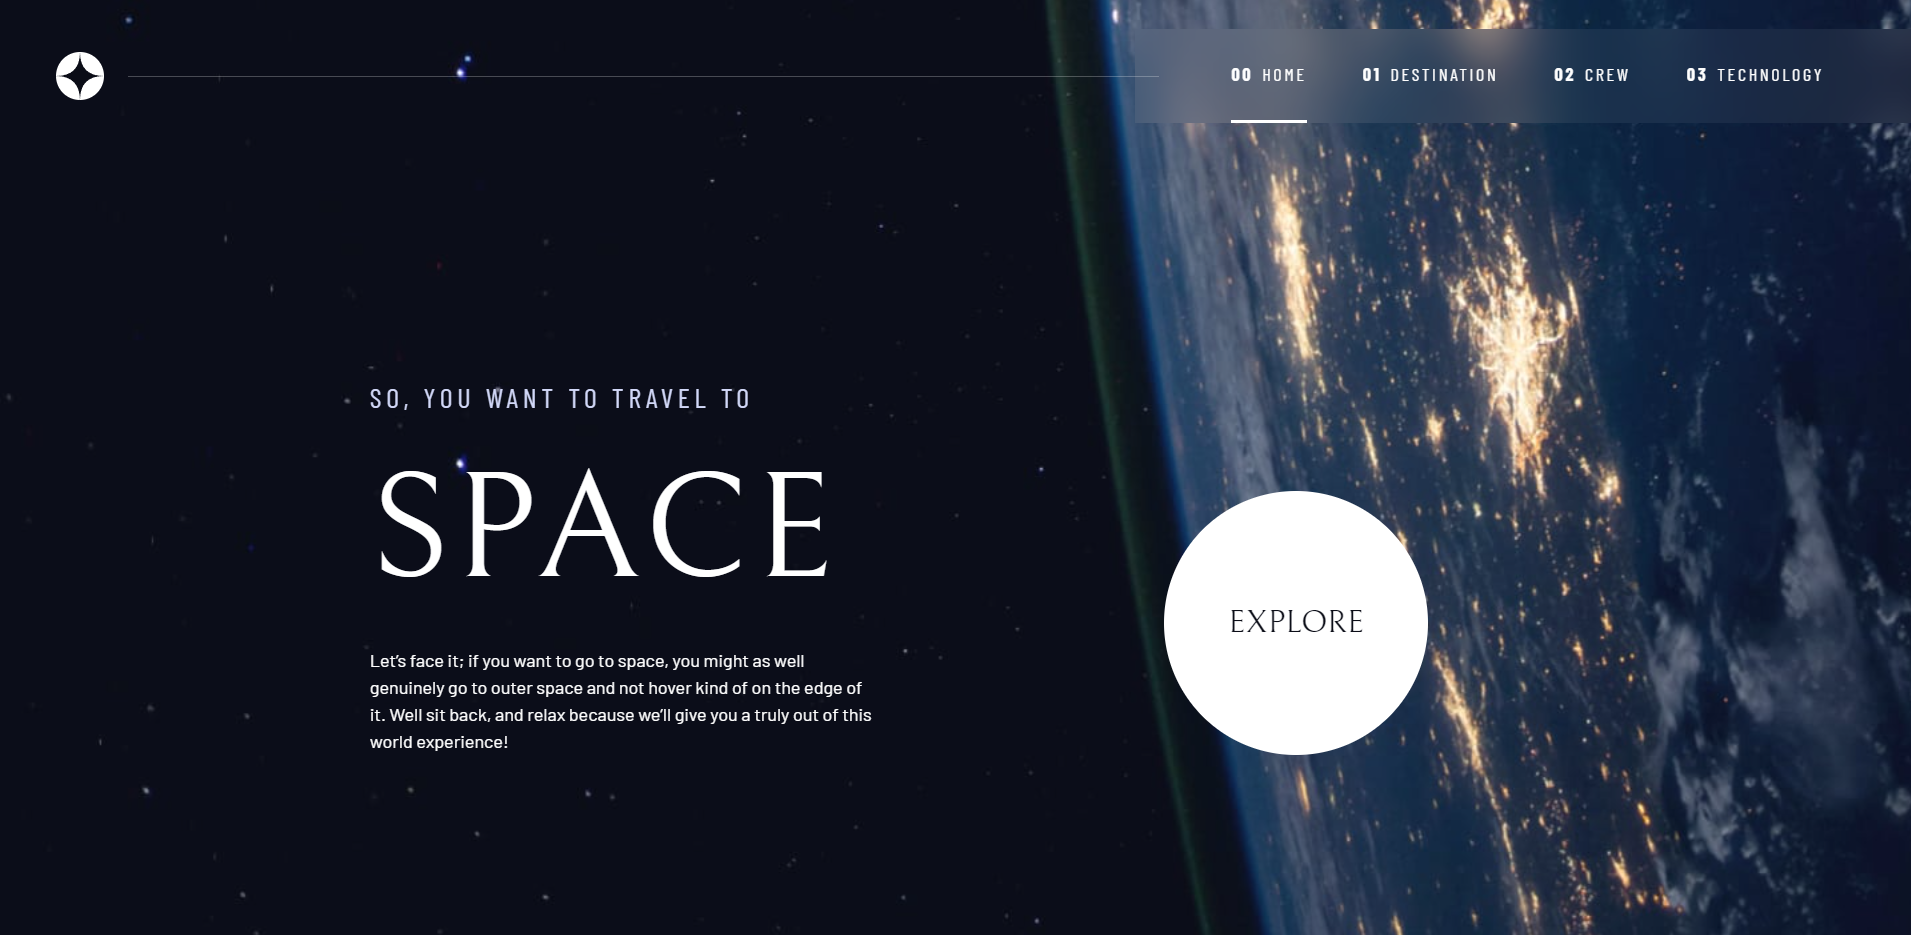 00 HOME 01 DESTINATION 02 CREW 03 TECHNOLOGY
SO, YOU WANT TO TRAVEL TO
SPACE
Let’s face it; if you want to go to space, you might as well
genuinely go to outer space and not hover kind of on the edge of
it. Well sit back, and relax because we’ll give you a truly out of this
world experience!
EXPLORE